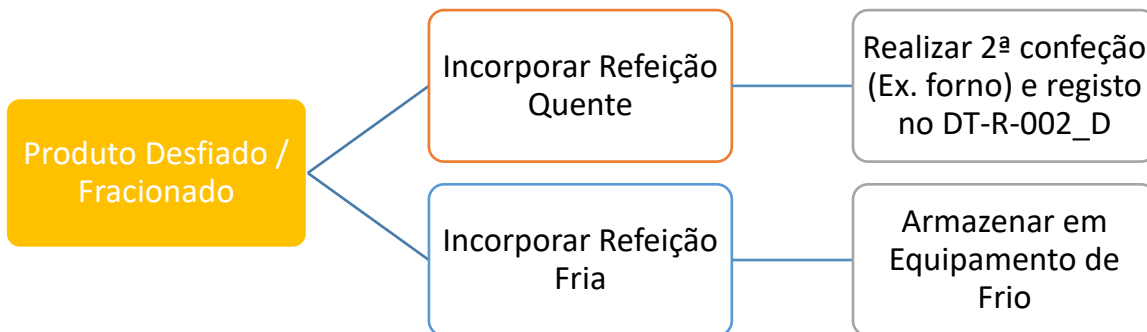 Produto Desfiado /
Fracionado
Incorporar Refeição
Quente
Realizar 2ª confeção
(Ex. forno) e registo
no DT-R-002_D
Incorporar Refeição
Fria
Armazenar em
Equipamento de
Frio